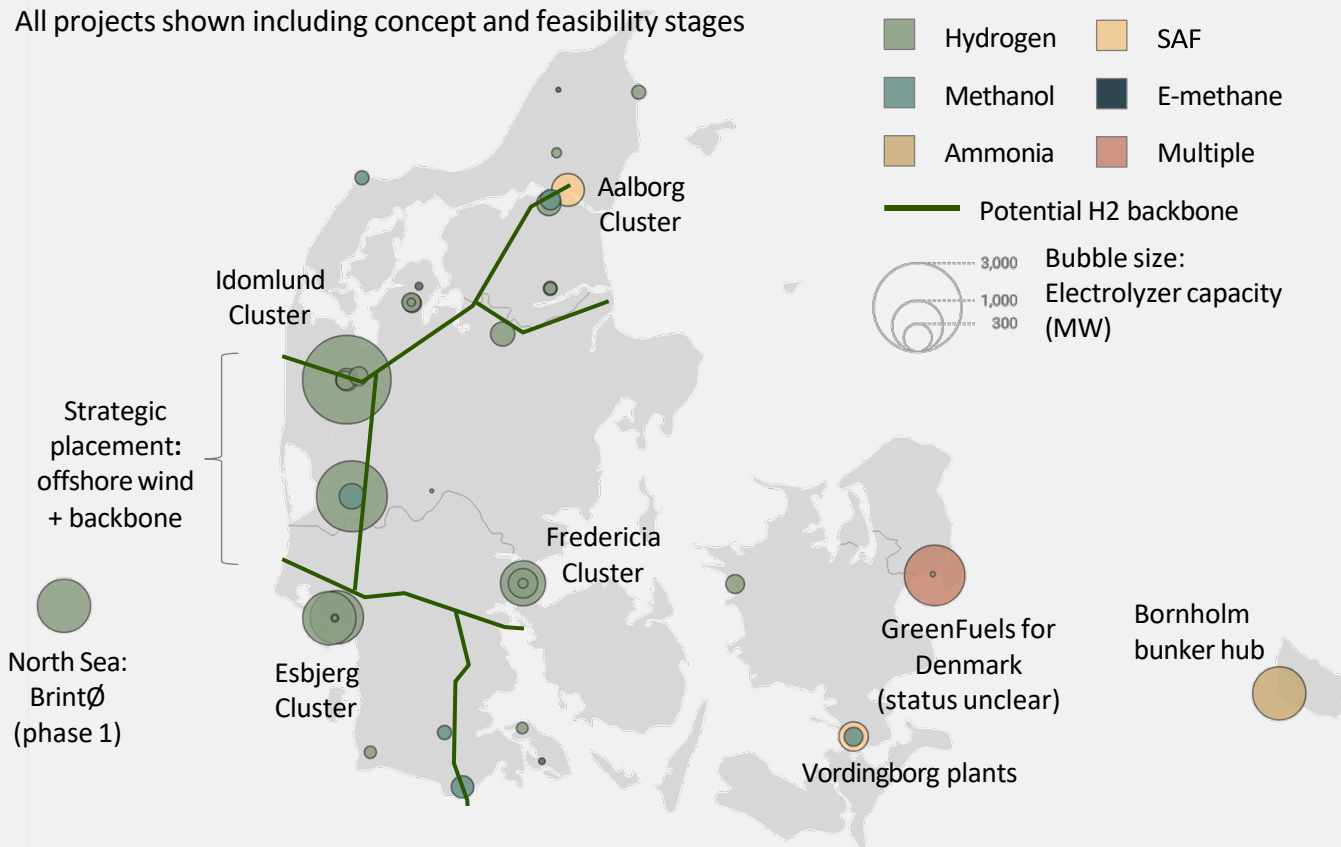 All projects shown including concept and feasibility stages
Hydrogen
SAF
Methanol
E-methane
Ammonia
Multiple
Potential H2 backbone
3,000
1,000
300
Bubble size:
Electrolyzer capacity
(MW)
Aalborg
Cluster
Idomlund
Cluster
Strategic
placement:
offshore wind
+ backbone
Fredericia
Cluster
North Sea:
BrintØ
(phase 1)
Esbjerg
Cluster
GreenFuels for
Denmark
(status unclear)
Bornholm
bunker hub
Vordingborg plants